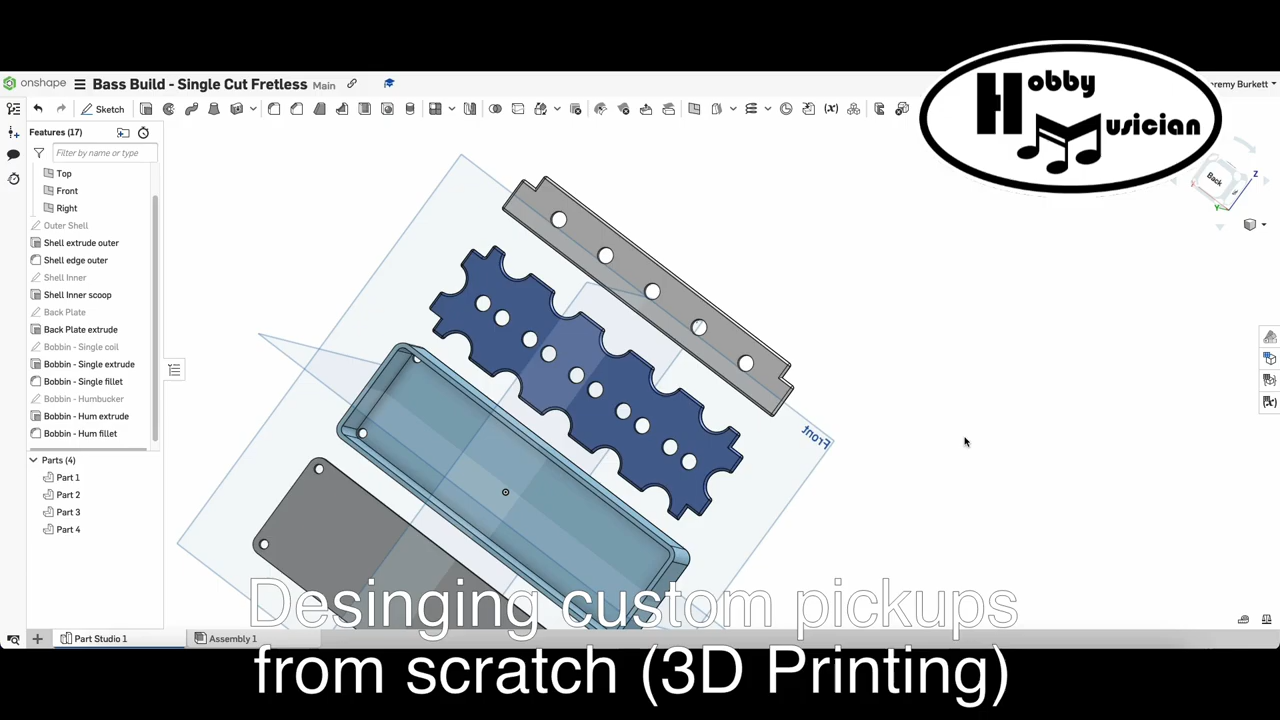 onshape
Bass Build - Single Cut Fretless Main
eremy Burkett
Hobby
Musician
Sketch
(x)
Features (17)
Filter by name or type
Top
Front
Right
Outer Shell
Shell extrude outer
Shell edge outer
Shell Inner
Shell Inner scoop
Back Plate
Back Plate extrude
Bobbin - Single coil
Bobbin - Single extrude
Bobbin - Single fillet
Bobbin - Humbucker
Bobbin - Hum extrude
Bobbin - Hum fillet
Parts (4)
Part 1
Part 2
Part 3
Part 4
Back
Z
Y
Front
(x)
Desinging custom pickups
from scratch (3D Printing)
Part Studio 1
Assembly 1